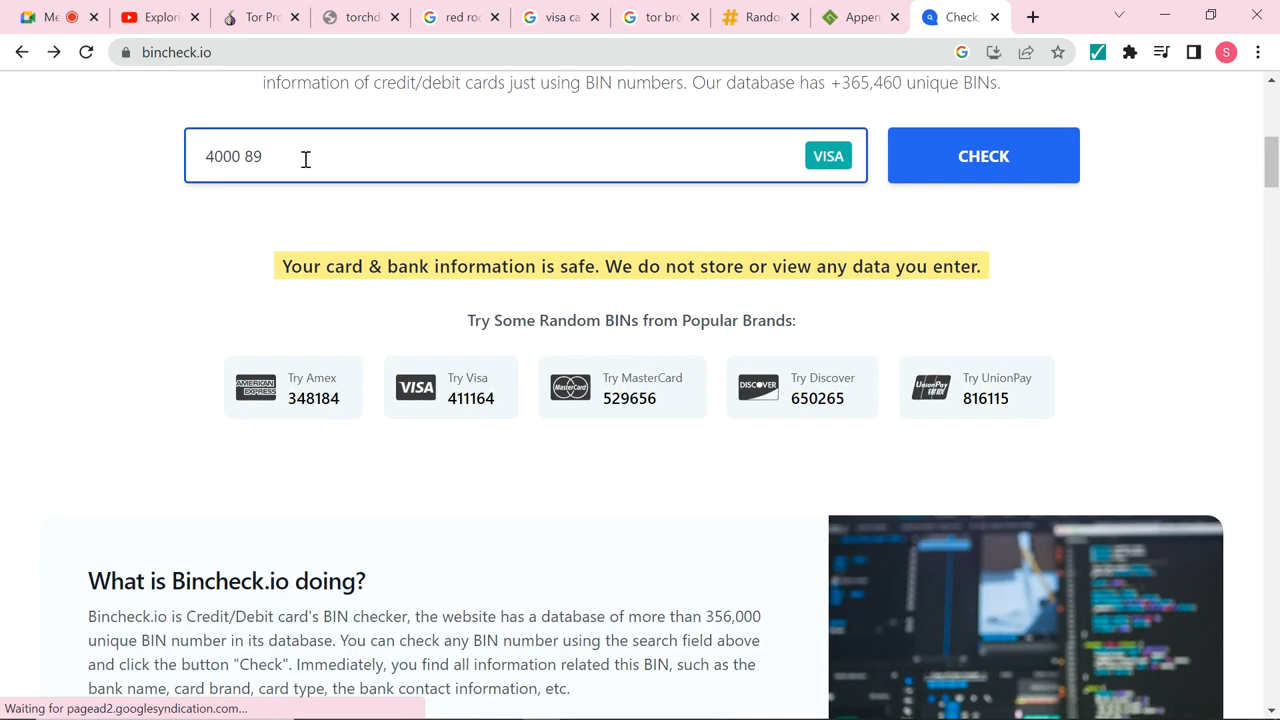 Me
Explori
Tor Pro
torchd
red roc
visa ca
tor bro
Rando
Appen
Check
bincheck.io
S
information of credit/debit cards just using BIN numbers. Our database has +365,460 unique BINs.
4000 89
VISA
CHECK
Your card & bank information is safe. We do not store or view any data you enter.
Try Some Random BINs from Popular Brands:
AMERICAN EXPRESS
Try Amex
348184
VISA
Try Visa
411164
MasterCard
Try MasterCard
529656
DISCOVER
Try Discover
650265
UnionPay
银联
Try UnionPay
816115
What is Bincheck.io doing?
Bincheck.io is Credit/Debit card's BIN checker, the website has a database of more than 356,000
unique BIN number in its database. You can check any BIN number using the search field above
and click the button "Check". Immediately, you find all information related this BIN, such as the
bank name, card brand, card type, the bank contact information, etc.
Waiting for pagead2.googlesyndication.com...